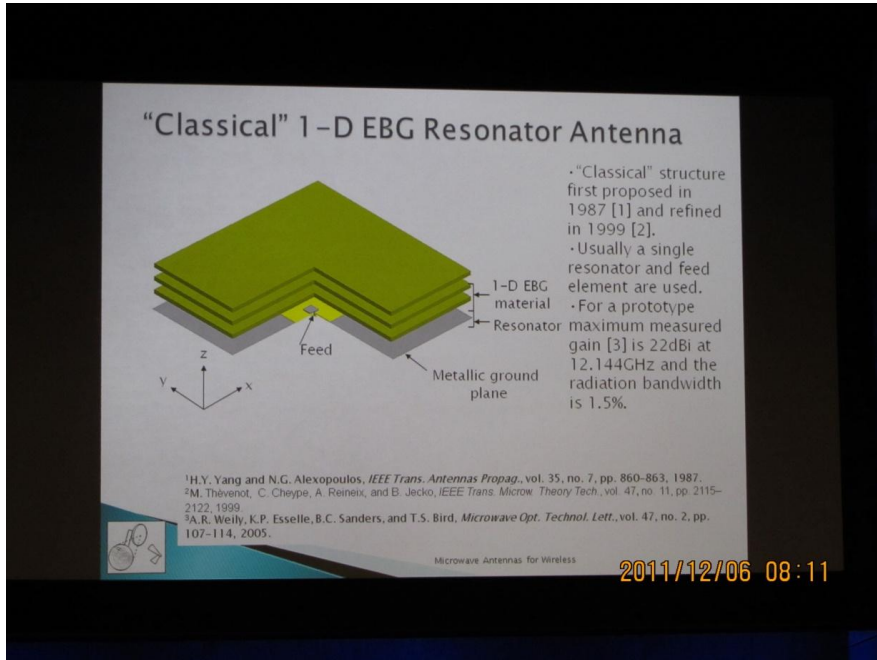 “Classical” 1-D EBG Resonator Antenna
·“Classical” structure
first proposed in
1987 [1] and refined
in 1999 [2].
·Usually a single
resonator and feed
element are used.
·For a prototype
maximum measured
gain [3] is 22dBi at
12.144GHz and the
radiation bandwidth
is 1.5%.
1-D EBG
material
Resonator
Feed
Metallic ground
plane
z
y
x
¹H.Y. Yang and N.G. Alexopoulos, IEEE Trans. Antennas Propag., vol. 35, no. 7, pp. 860-863, 1987.
²M. Thévenot, C. Cheype, A. Reineix, and B. Jecko, IEEE Trans. Microw. Theory Tech., vol. 47, no. 11, pp. 2115–
2122, 1999.
³A.R. Weily, K.P. Esselle, B.C. Sanders, and T.S. Bird, Microwave Opt. Technol. Lett., vol. 47, no. 2, pp.
107-114, 2005.
Microwave Antennas for Wireless
2011/12/06 08:11